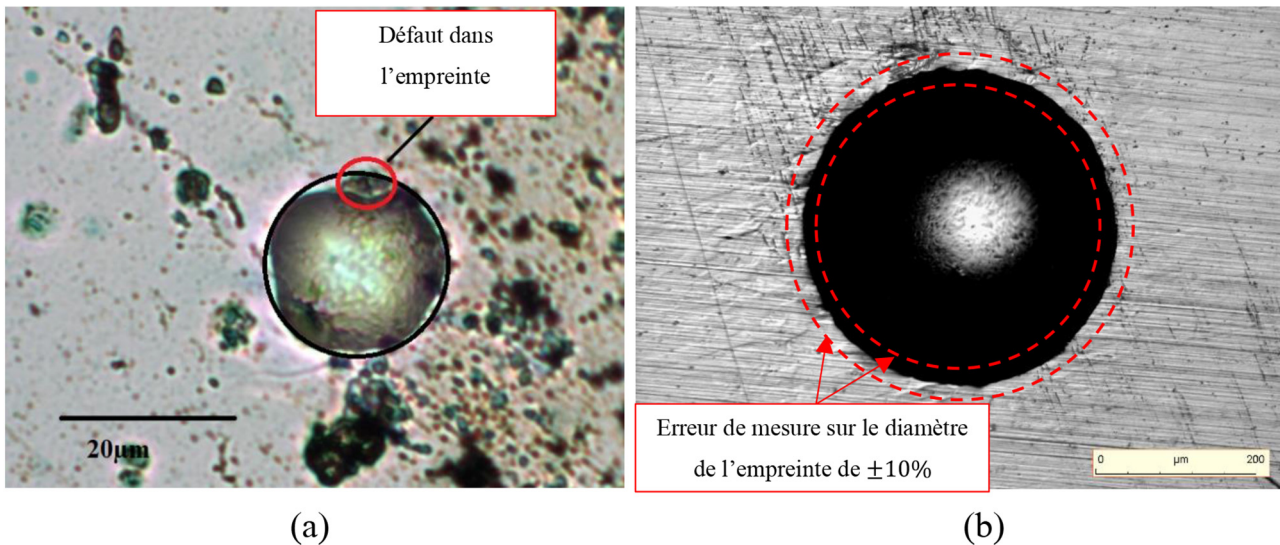 Défaut dans
l’empreinte
20µm
Erreur de mesure sur le diamètre
de l’empreinte de ±10%
0 µm 200
(a)
(b)